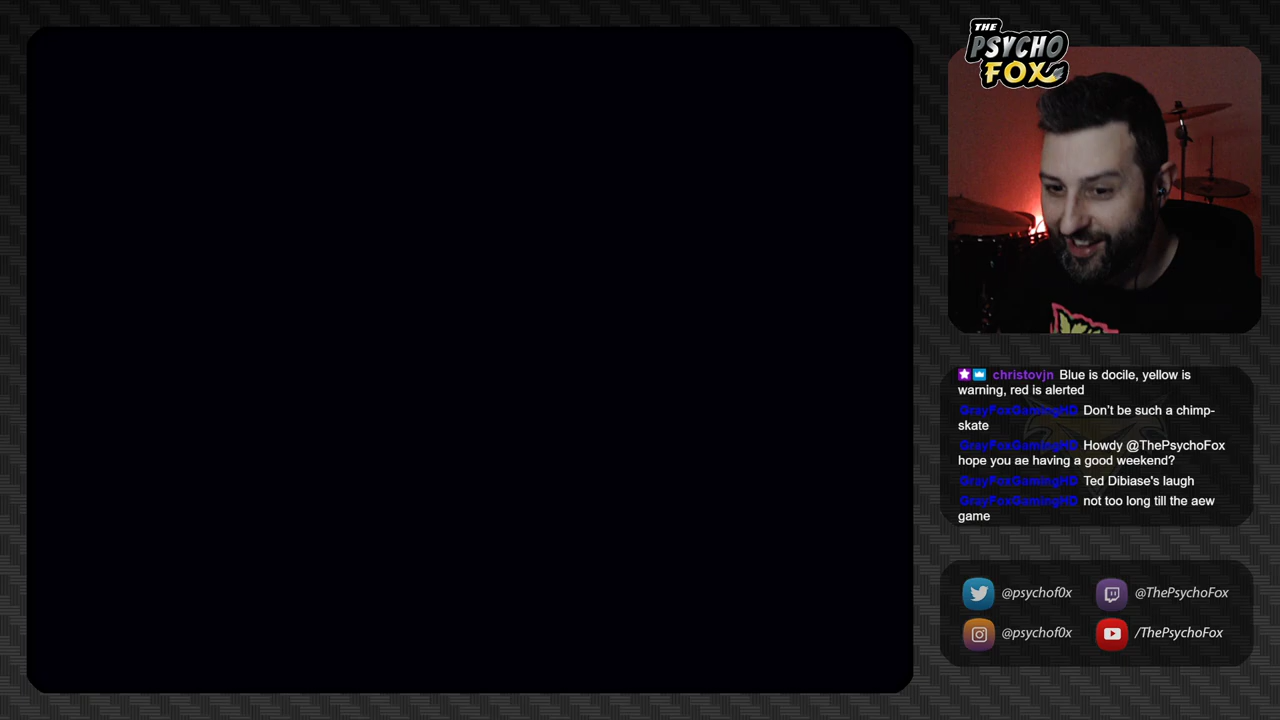 THE
PSYCHO
FOX
christovjn Blue is docile, yellow is
warning, red is alerted
GrayFoxGamingHD Don't be such a chimp-
skate
GrayFoxGamingHD Howdy @ThePsychoFox
hope you ae having a good weekend?
GrayFoxGamingHD Ted Dibiase's laugh
GrayFoxGamingHD not too long till the aew
game
@psychof0x
@ThePsychoFox
@psychof0x
/ThePsychoFox